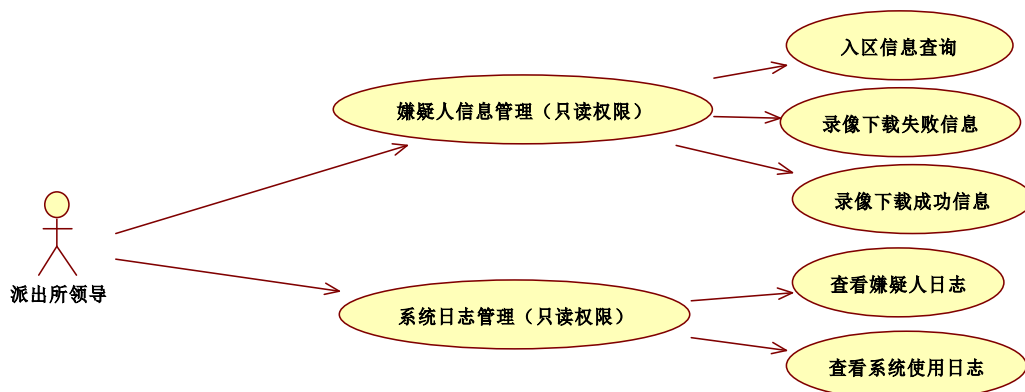 入区信息查询
嫌疑人信息管理（只读权限）
录像下载失败信息
录像下载成功信息
派出所领导
查看嫌疑人日志
系统日志管理（只读权限）
查看系统使用日志